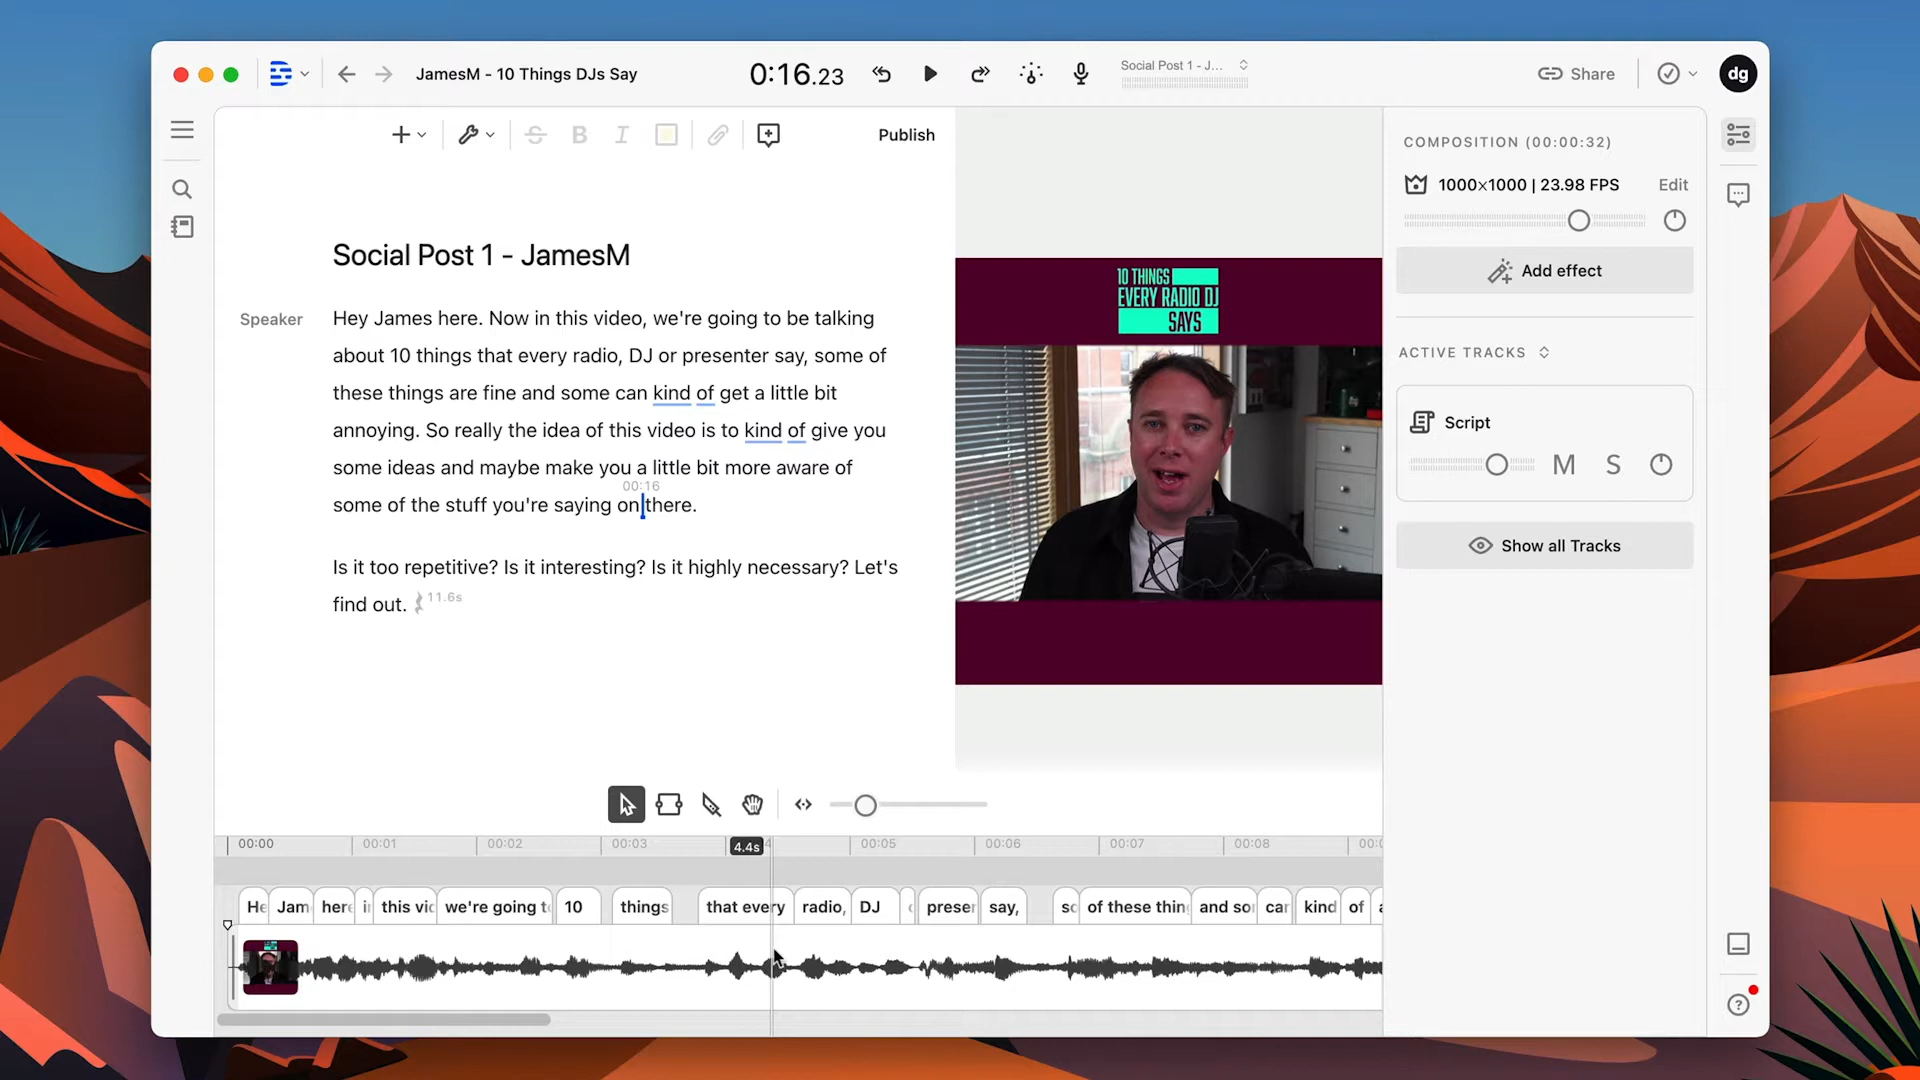 JamesM - 10 Things DJs Say
0:16.23
Social Post 1 - J...
Share
dg
Publish
COMPOSITION (00:00:32)
1000×1000 | 23.98 FPS
Edit
Add effect
ACTIVE TRACKS
Script
M
S
Show all Tracks
Social Post 1 - JamesM
Speaker
Hey James here. Now in this video, we're going to be talking
about 10 things that every radio, DJ or presenter say, some of
these things are fine and some can kind of get a little bit
annoying. So really the idea of this video is to kind of give you
some ideas and maybe make you a little bit more aware of
00:16
some of the stuff you're saying on there.
Is it too repetitive? Is it interesting? Is it highly necessary? Let's
find out.
11.6s
10 THINGS
EVERY RADIO DJ
SAYS
00:00
00:01
00:02
00:03
4.4s
00:05
00:06
00:07
00:08
He
Jam
here
this vic
we're going t
10
things
that every
radio,
DJ
preser
say,
so
of these thin
and so
car
kind
of